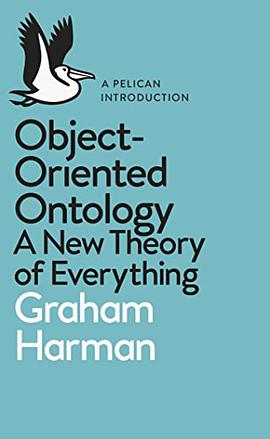 A PELICAN
INTRODUCTION
Object-
Oriented
Ontology
A New Theory
of Everything
Graham
Harman